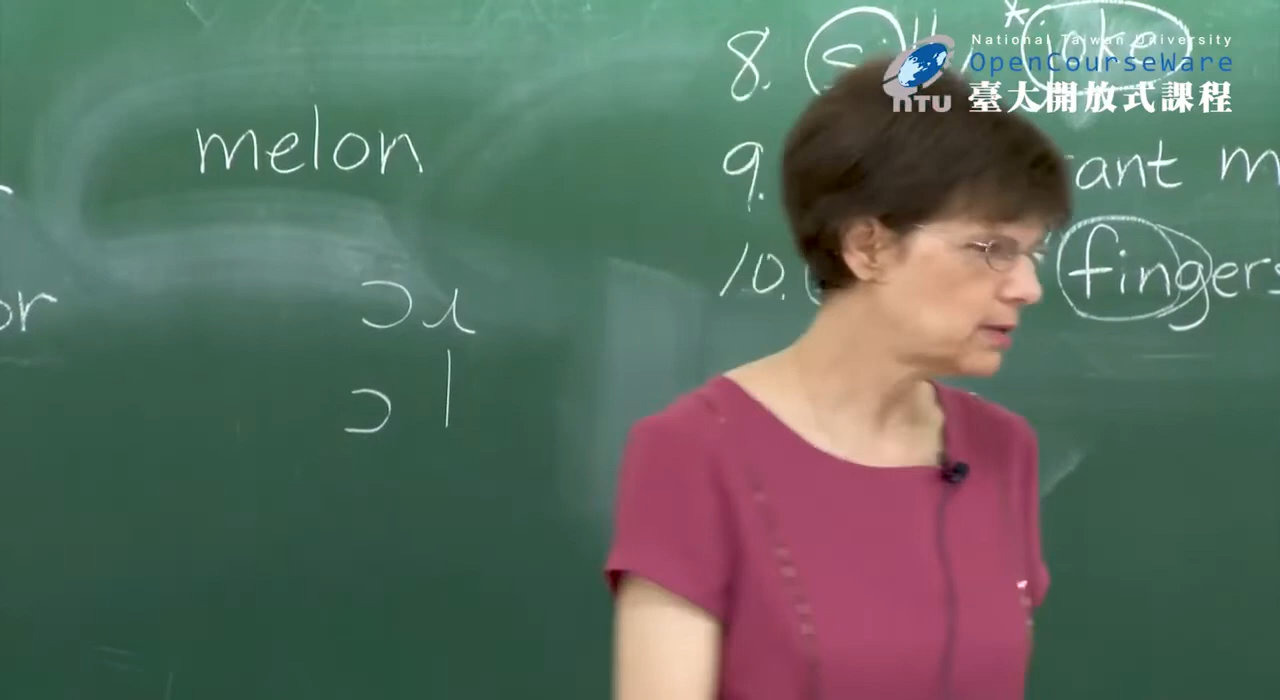 melon
or
ɔɹ
ɔl
8. s
*
9. ant m
10. fingers
National Taiwan University
OpenCourseWare
NTU 臺大開放式課程